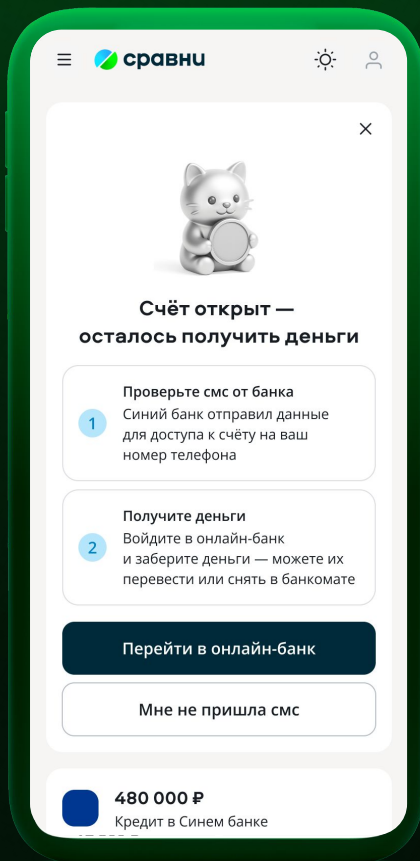 сравни
Счёт открыт —
осталось получить деньги
Проверьте смс от банка
1
Синий банк отправил данные
для доступа к счёту на ваш
номер телефона
Получите деньги
2
Войдите в онлайн-банк
и заберите деньги — можете их
перевести или снять в банкомате
Перейти в онлайн-банк
Мне не пришла смс
480 000 ₽
Кредит в Синем банке